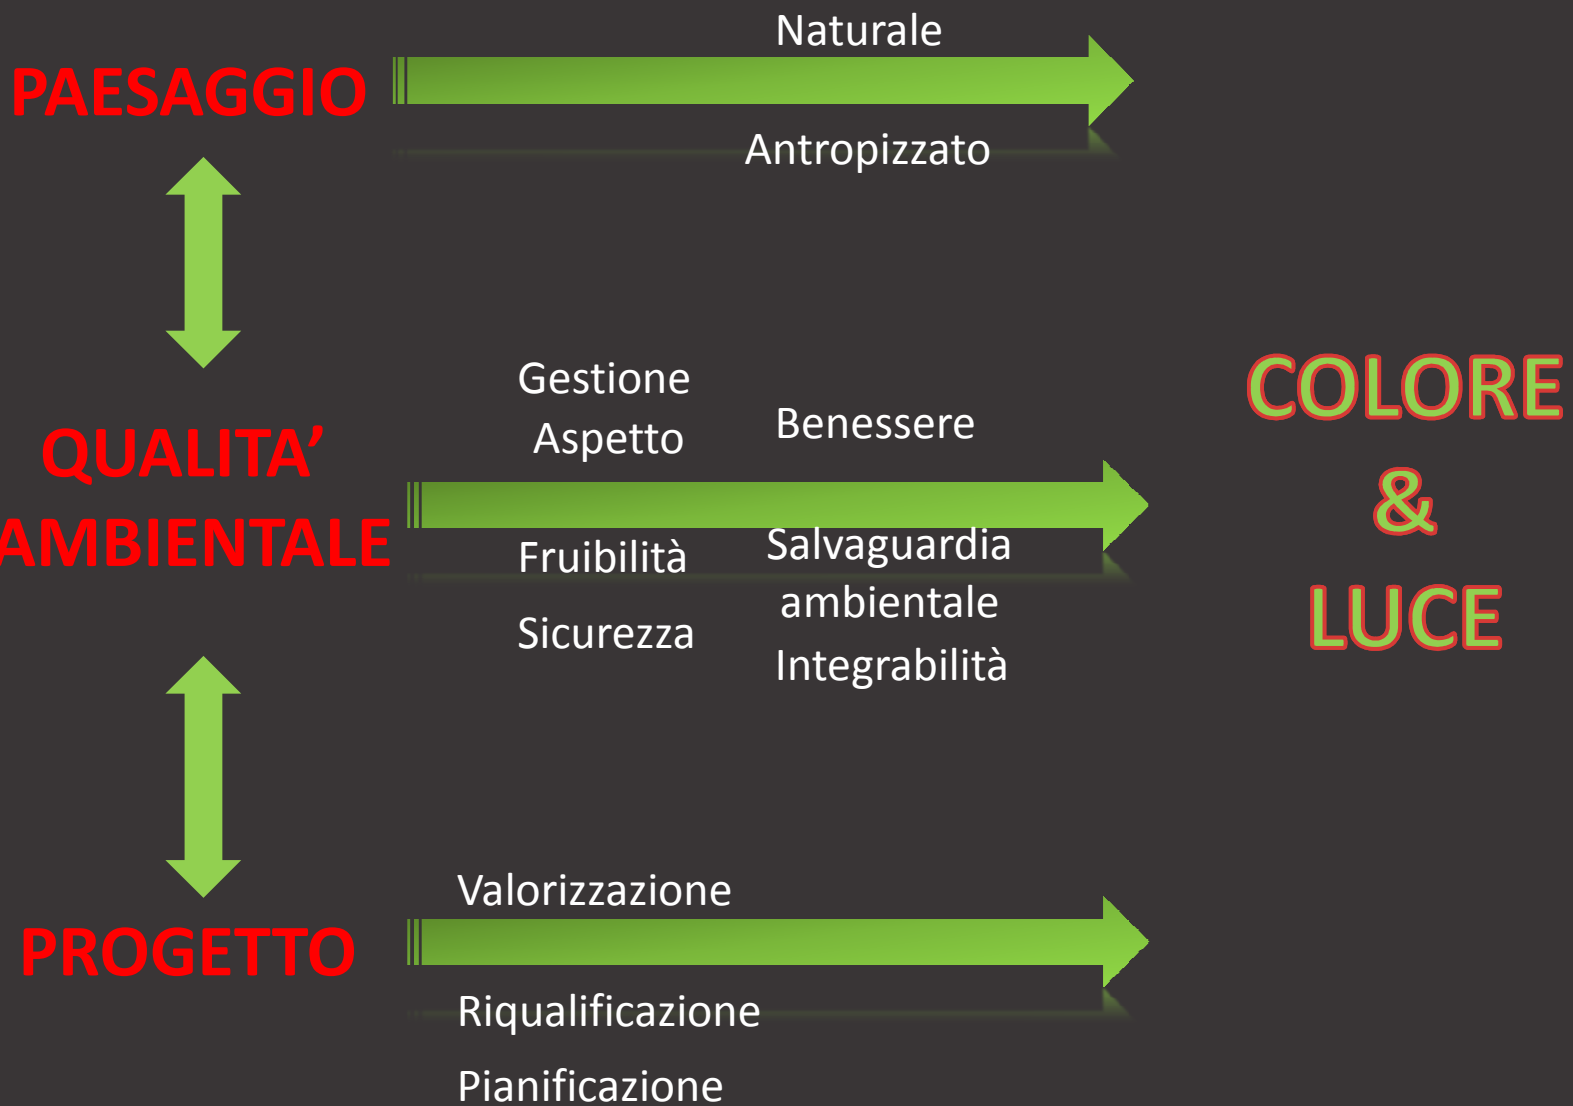 Naturale
PAESAGGIO
Antropizzato
Gestione
Aspetto
Benessere
QUALITA’
AMBIENTALE
Fruibilità
Sicurezza
Salvaguardia
ambientale
Integrabilità
COLORE
&
LUCE
Valorizzazione
PROGETTO
Riqualificazione
Pianificazione